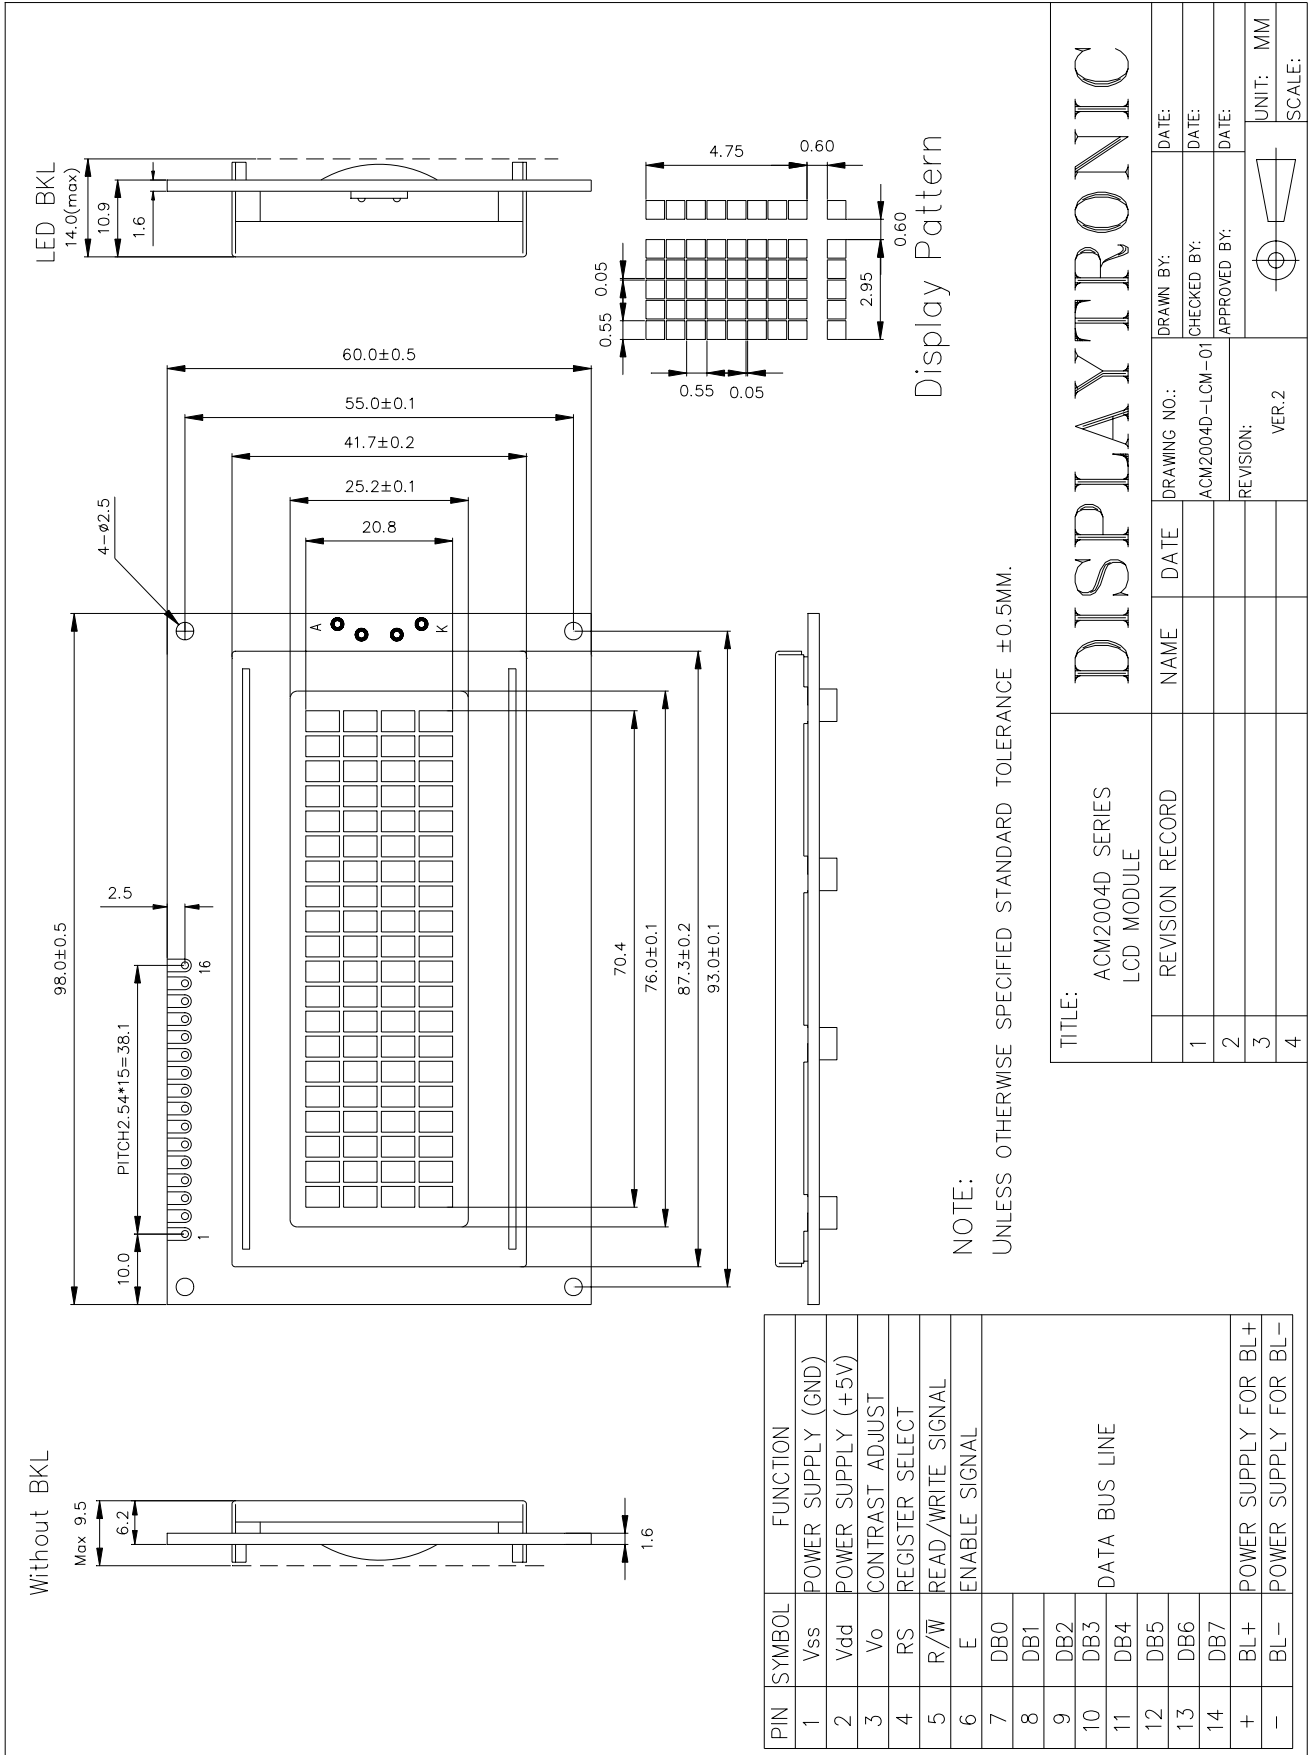 Without BKL
Max 9.5
6.2
1.6
98.0±0.5
10.0
PITCH2.54*15=38.1
2.5
1
16
4-ø2.5
A
K
60.0±0.5
55.0±0.1
41.7±0.2
25.2±0.1
20.8
70.4
76.0±0.1
87.3±0.2
93.0±0.1
LED BKL
14.0(max)
10.9
1.6
4.75
0.60
0.55
0.05
0.55
0.05
2.95
0.60
Display Pattern
NOTE:
UNLESS OTHERWISE SPECIFIED STANDARD TOLERANCE ±0.5MM.
PIN SYMBOL FUNCTION
1 Vss POWER SUPPLY (GND)
2 Vdd POWER SUPPLY (+5V)
3 Vo CONTRAST ADJUST
4 RS REGISTER SELECT
5 R/W̅ READ/WRITE SIGNAL
6 E ENABLE SIGNAL
7 DB0
8 DB1
9 DB2
10 DB3
DATA BUS LINE
11 DB4
12 DB5
13 DB6
14 DB7
+ BL+ POWER SUPPLY FOR BL+
- BL- POWER SUPPLY FOR BL-
TITLE:
ACM2004D SERIES
LCD MODULE
DISPLAYTRONIC
REVISION RECORD NAME DATE
1
2
3
4
DRAWING NO.:
ACM2004D-LCM-01
REVISION:
VER.2
DRAWN BY: DATE:
CHECKED BY: DATE:
APPROVED BY: DATE:
UNIT: MM
SCALE: